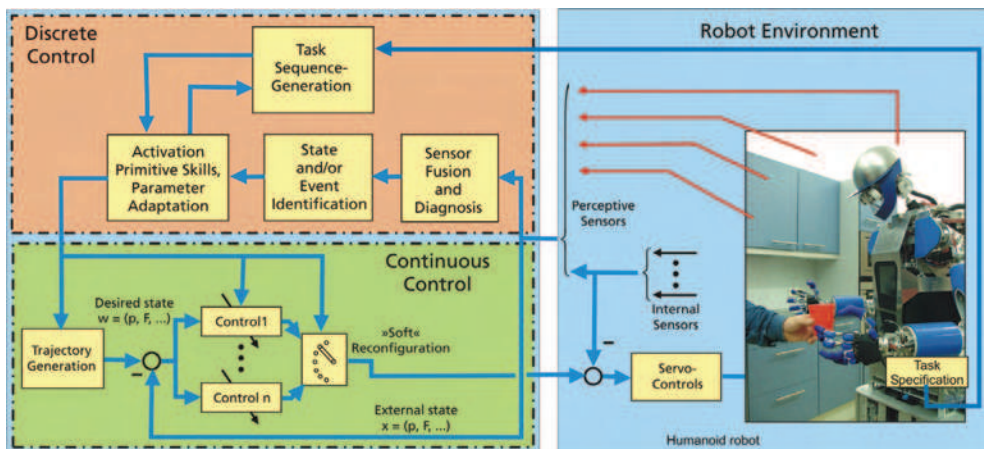 Discrete
Control
Task
Sequence-
Generation
Activation
Primitive Skills,
Parameter
Adaptation
State
and/or
Event
Identification
Sensor
Fusion
and
Diagnosis
Continuous
Control
Desired state
w = (p, F, ...)
Trajectory
Generation
–
Control1
Control n
»Soft«
Reconfiguration
External state
x = (p, F, ...)
Robot Environment
Perceptive
Sensors
Internal
Sensors
–
Servo-
Controls
Task
Specification
Humanoid robot